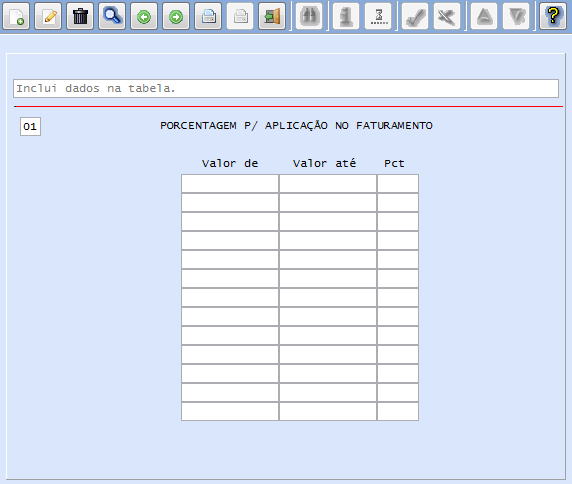 Inclui dados na tabela.
01 PORCENTAGEM P/ APLICAÇÃO NO FATURAMENTO
Valor de Valor até Pct